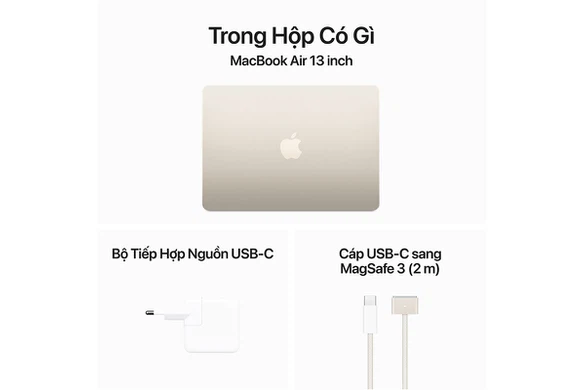 Trong Hộp Có Gì
MacBook Air 13 inch
Bộ Tiếp Hợp Nguồn USB-C
Cáp USB-C sang
MagSafe 3 (2 m)